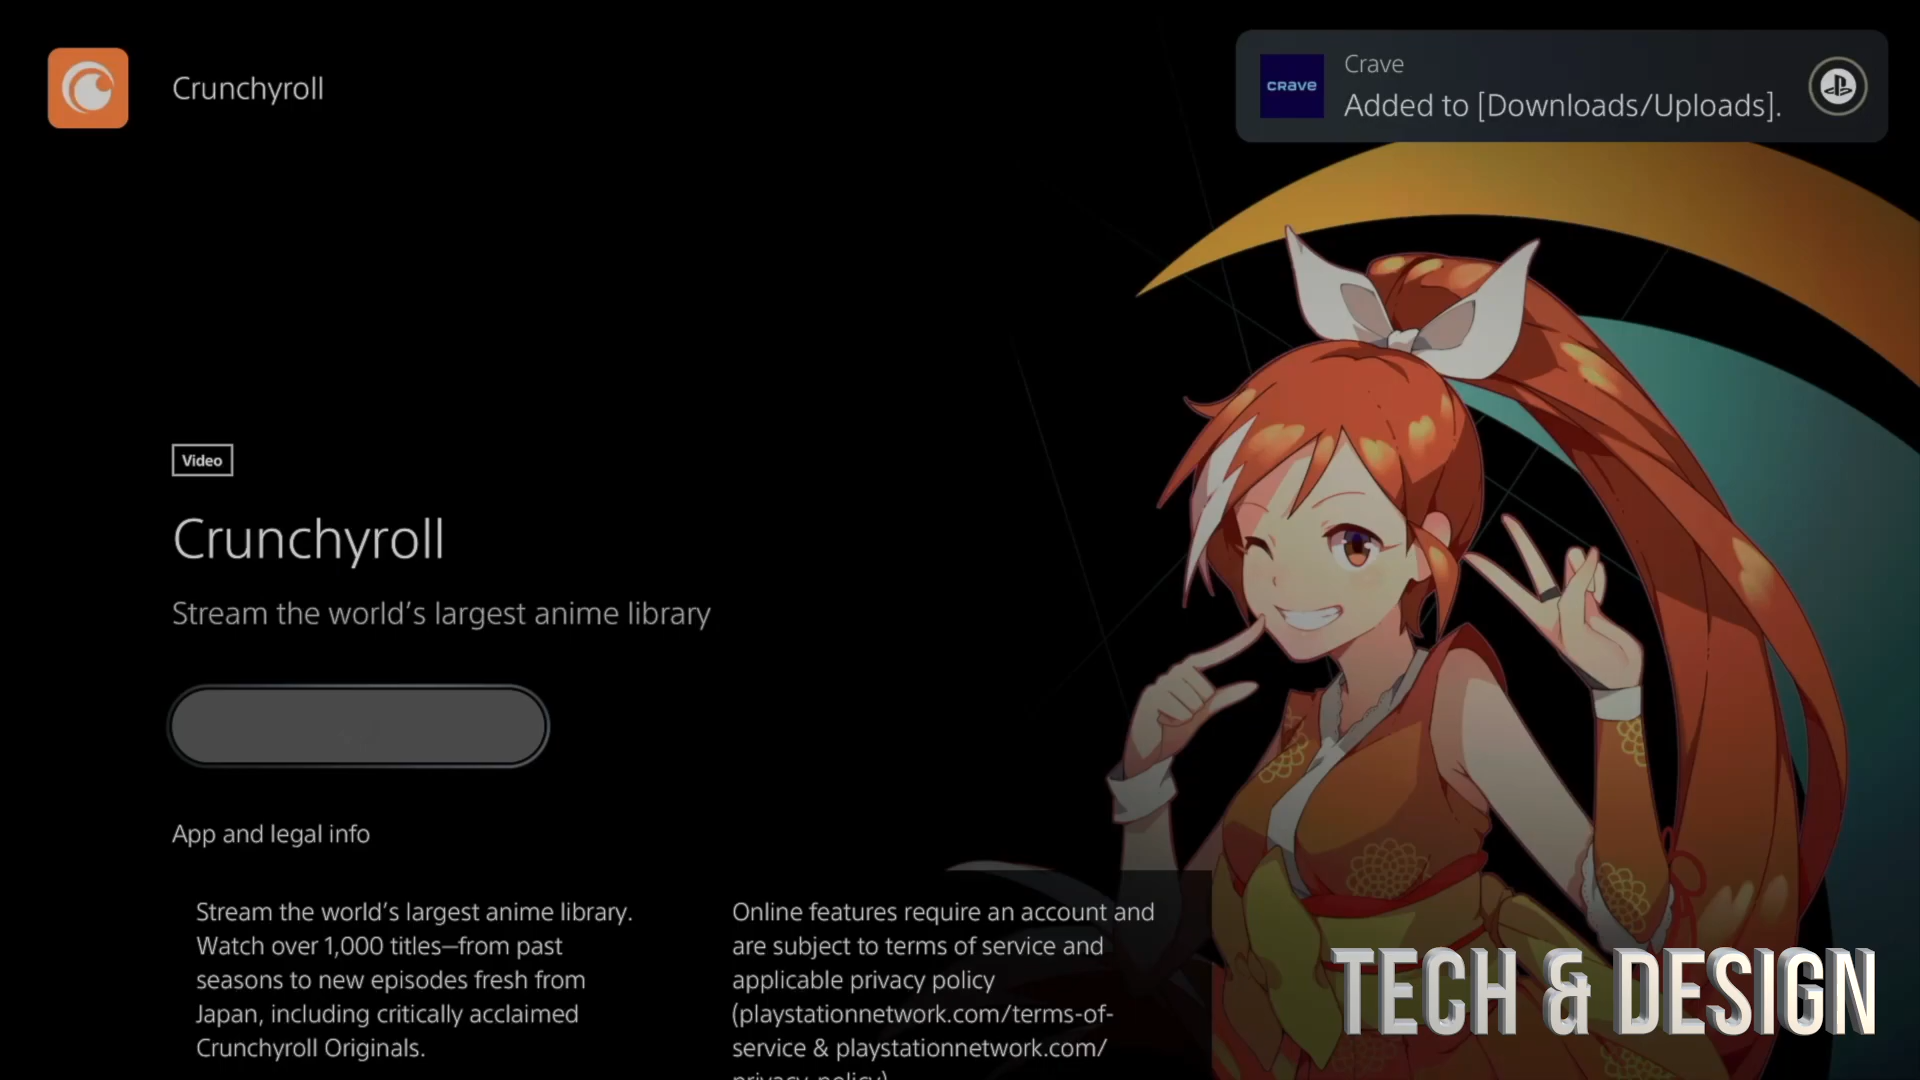 Crunchyroll
CRAVE
Crave
Added to [Downloads/Uploads].
Video
Crunchyroll
Stream the world's largest anime library
App and legal info
Stream the world's largest anime library.
Watch over 1,000 titles—from past
seasons to new episodes fresh from
Japan, including critically acclaimed
Crunchyroll Originals.
Online features require an account and
are subject to terms of service and
applicable privacy policy
(playstationnetwork.com/terms-of-
service & playstationnetwork.com/
privacy-policy)
TECH & DESIGN